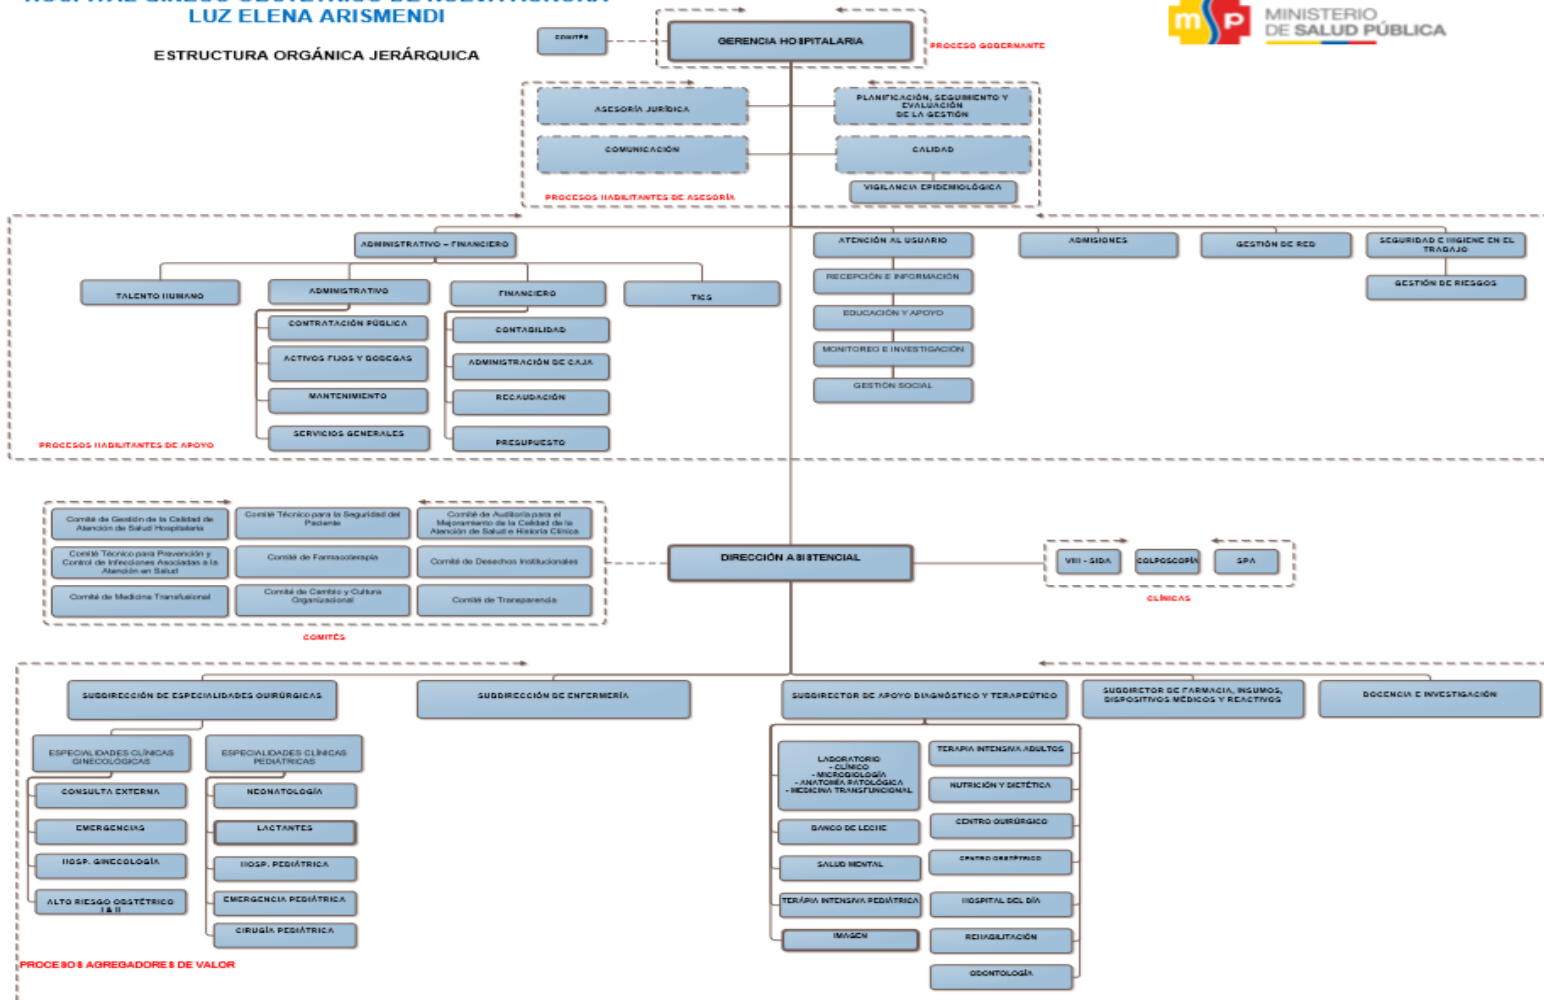 HOSPITAL GINECO OBSTÉTRICO DE NUEVA AURORA
LUZ ELENA ARISMENDI
ESTRUCTURA ORGÁNICA JERÁRQUICA
msp
MINISTERIO
DE SALUD PÚBLICA
COMITÉS
GERENCIA HOSPITALARIA
PROCESO GOBERNANTE
ASESORÍA JURÍDICA
PLANIFICACIÓN, SEGUIMIENTO Y
EVALUACIÓN
DE LA GESTIÓN
COMUNICACIÓN
CALIDAD
VIGILANCIA EPIDEMIOLÓGICA
PROCESOS HABILITANTES DE ASESORÍA
ADMINISTRATIVO – FINANCIERO
ATENCIÓN AL USUARIO
ADMISIONES
GESTIÓN DE RED
SEGURIDAD E HIGIENE EN EL
TRABAJO
TALENTO HUMANO
ADMINISTRATIVO
FINANCIERO
TICS
RECEPCIÓN E INFORMACIÓN
GESTIÓN DE RIESGOS
CONTRATACIÓN PÚBLICA
CONTABILIDAD
EDUCACIÓN Y APOYO
ACTIVOS FIJOS Y BODEGAS
ADMINISTRACIÓN DE CAJA
MONITOREO E INVESTIGACIÓN
MANTENIMIENTO
RECAUDACIÓN
GESTIÓN SOCIAL
SERVICIOS GENERALES
PRESUPUESTO
PROCESOS HABILITANTES DE APOYO
Comité de Gestión de la Calidad de
Atención de Salud Hospitalaria
Comité Técnico para la Seguridad del
Paciente
Comité de Auditoría para el
Mejoramiento de la Calidad de la
Atención de Salud e Historia Clínica
Comité Técnico para Prevención y
Control de Infecciones Asociadas a la
Atención en Salud
Comité de Farmacoterapia
Comité de Desechos Institucionales
Comité de Medicina Transfusional
Comité de Cambio y Cultura
Organizacional
Comité de Transparencia
COMITÉS
DIRECCIÓN ASISTENCIAL
VIH - SIDA
COLPOSCOPÍA
SPA
CLÍNICAS
SUBDIRECCIÓN DE ESPECIALIDADES QUIRÚRGICAS
SUBDIRECCIÓN DE ENFERMERÍA
SUBDIRECTOR DE APOYO DIAGNÓSTICO Y TERAPEÚTICO
SUBDIRETOR DE FARMACIA, INSUMOS,
DISPOSITIVOS MÉDICOS Y REACTIVOS
DOCENCIA E INVESTIGACIÓN
ESPECIALIDADES CLÍNICAS
GINECOLÓGICAS
CONSULTA EXTERNA
EMERGENCIAS
HOSP. GINECOLOGÍA
ALTO RIESGO OBSTÉTRICO
I & II
ESPECIALIDADES CLÍNICAS
PEDIÁTRICAS
NEONATOLOGÍA
LACTANTES
HOSP. PEDIÁTRICA
EMERGENCIA PEDIÁTRICA
CIRUGÍA PEDIÁTRICA
LABORATORIO
- CLÍNICO
- MICROBIOLOGÍA
- ANATOMÍA PATOLÓGICA
- MEDICINA TRANSFUNCIONAL
BANCO DE LECHE
SALUD MENTAL
TERÁPIA INTENSIVA PEDIÁTRICA
IMAGEN
TERAPIA INTENSIVA ADULTOS
NUTRICIÓN Y DIETÉTICA
CENTRO QUIRÚRGICO
CENTRO OBSTÉTRICO
HOSPITAL DEL DÍA
REHABILITACIÓN
ODONTOLOGÍA
PROCESOS AGREGADORES DE VALOR